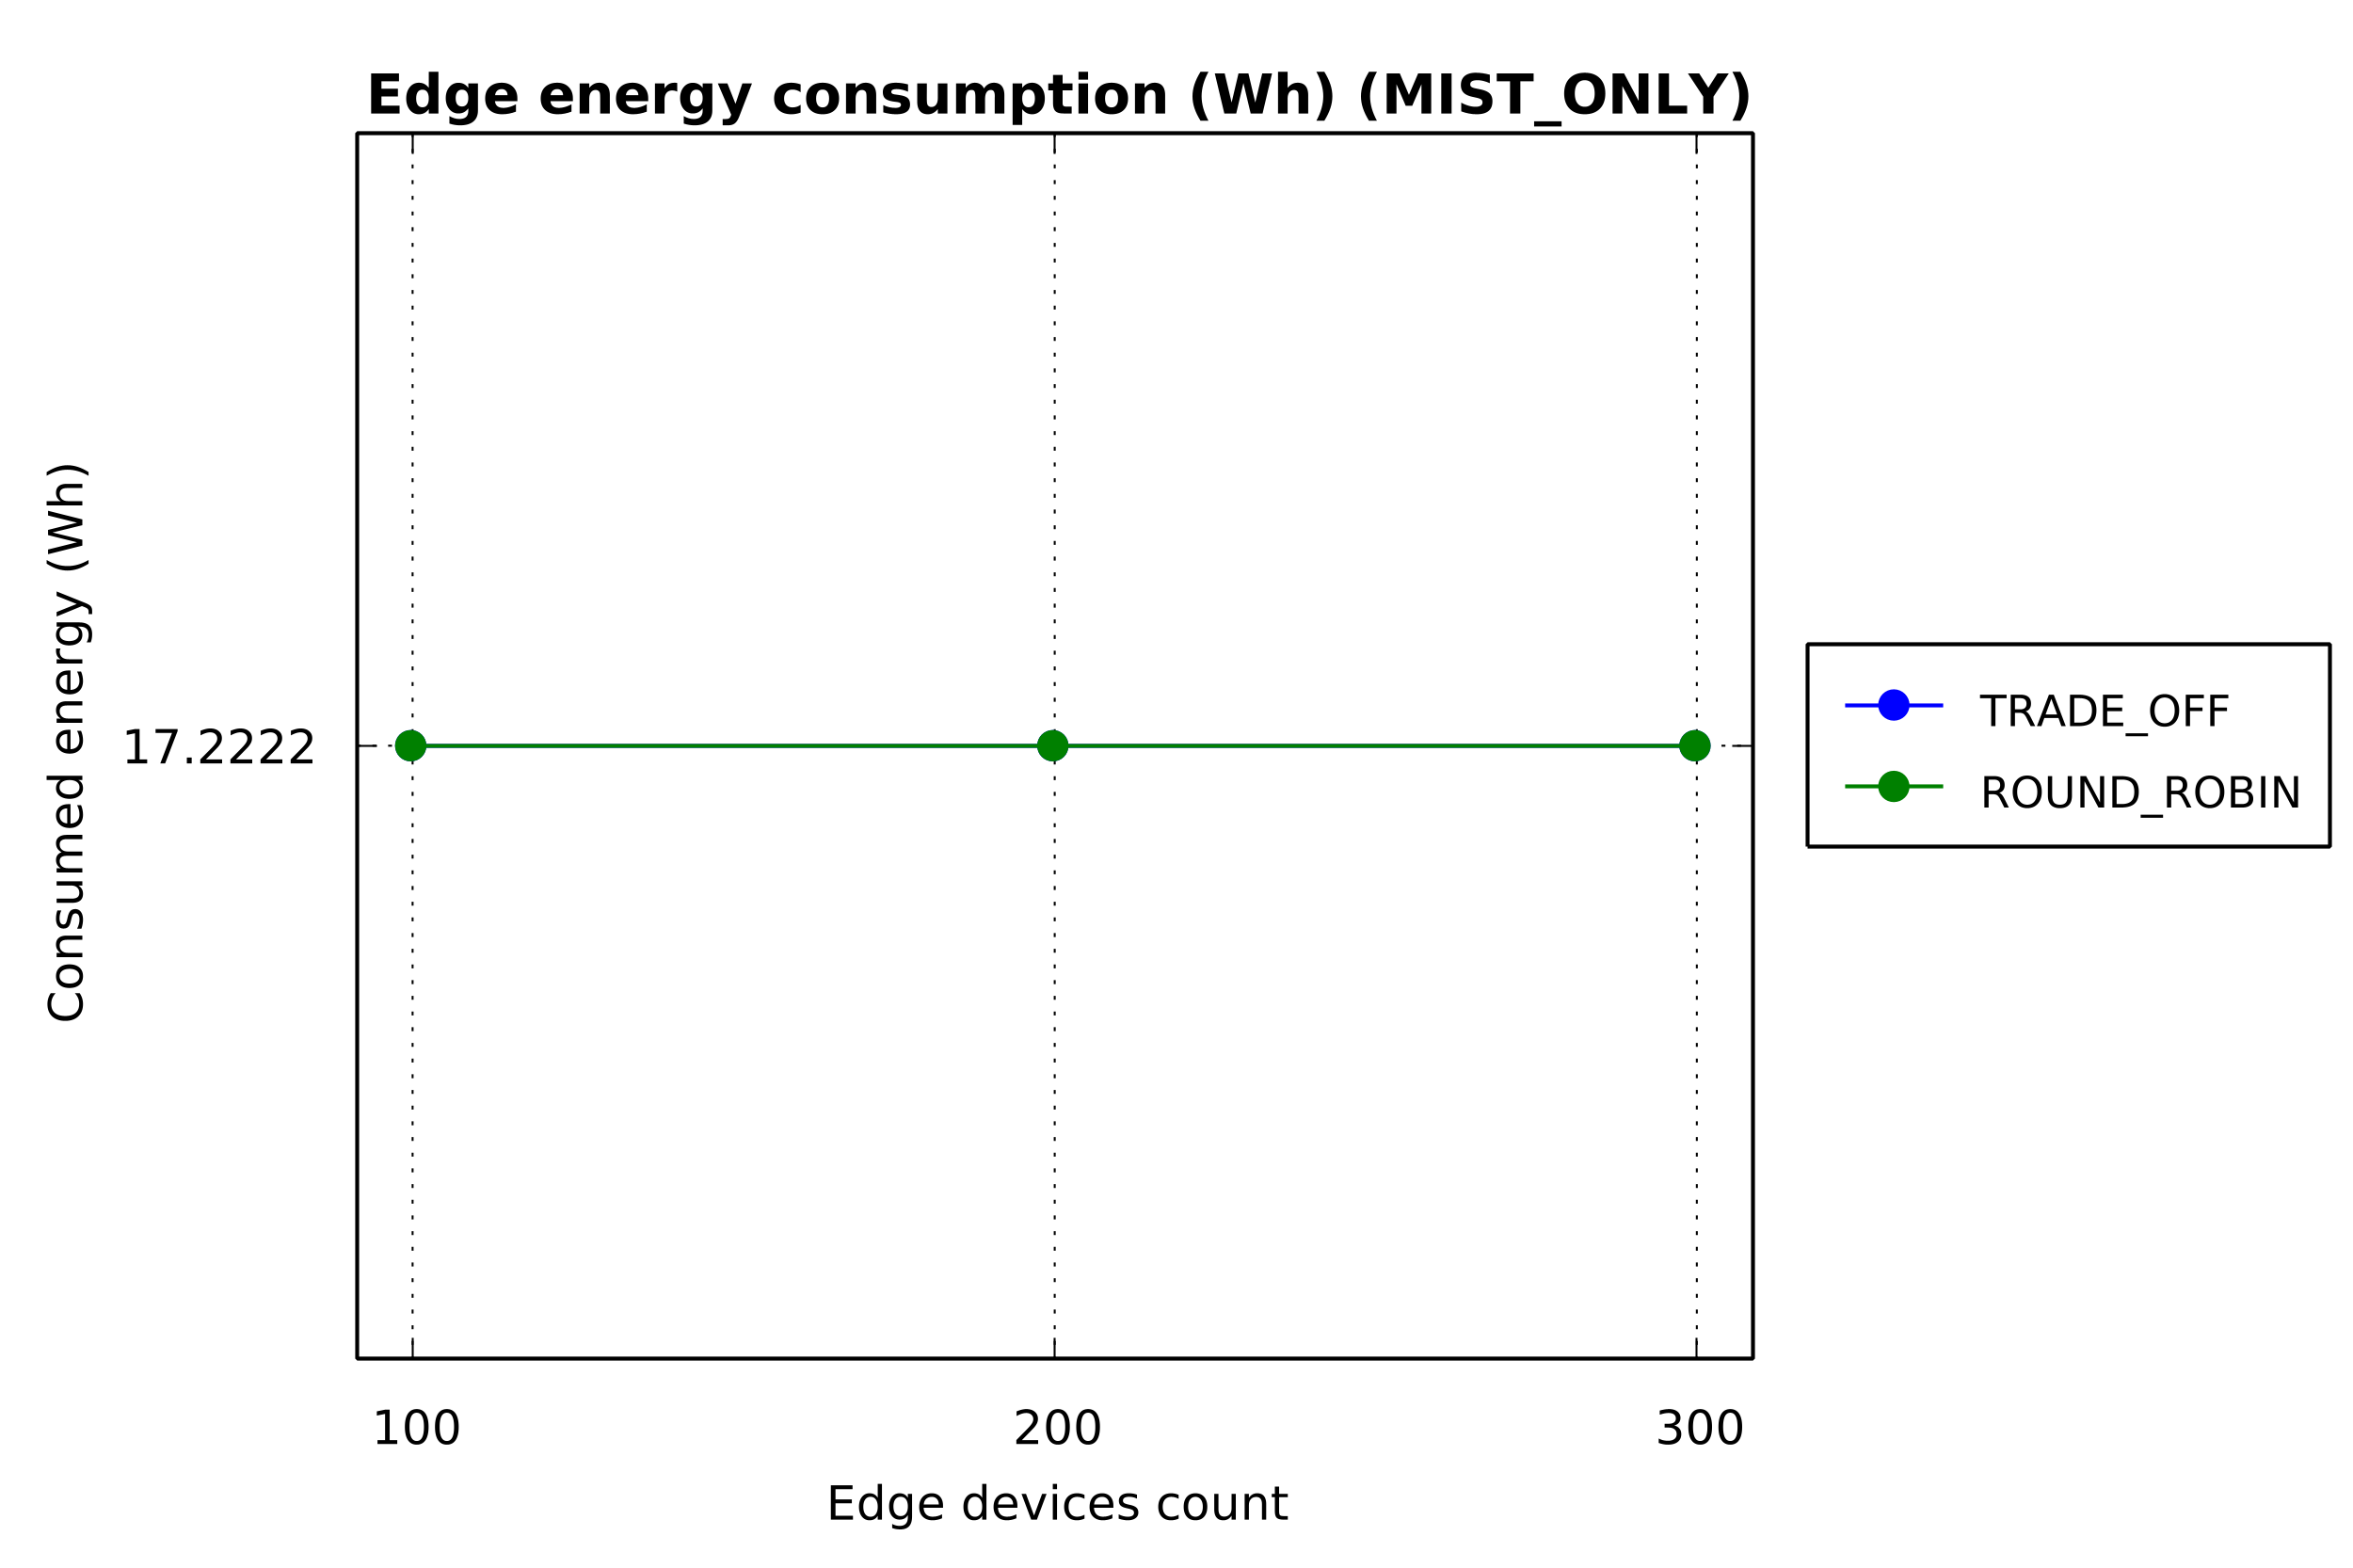 Edge energy consumption (Wh) (MIST_ONLY)
Consumed energy (Wh)
17.2222
TRADE_OFF
ROUND_ROBIN
100 200 300
Edge devices count